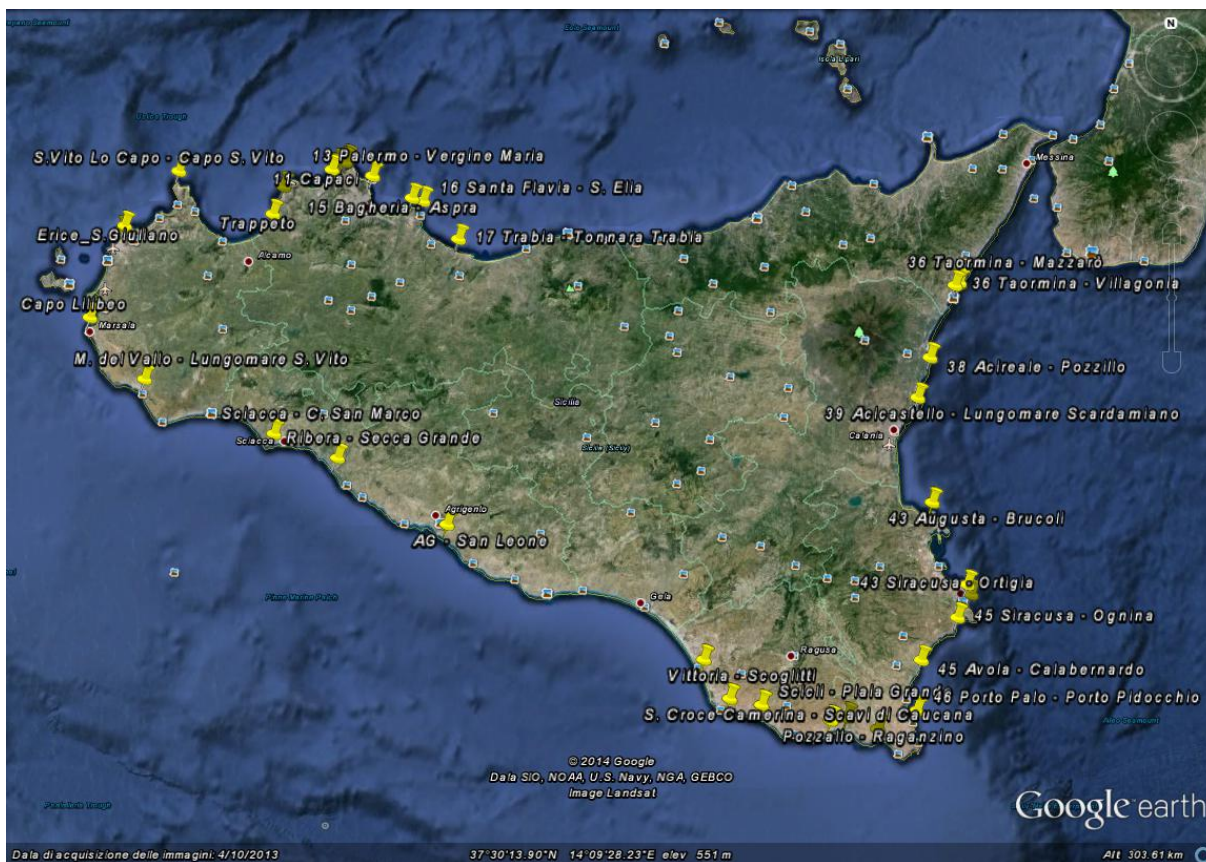 N
Isola Lipari
Messina
S.Vito Lo Capo - Capo S. Vito
13 Palermo - Vergine Maria
11 Capaci
16 Santa Flavia - S. Elia
15 Bagheria - Aspra
Trappeto
Erice_S.Giuliano
17 Trabia - Tonnara Trabia
Alcamo
36 Taormina - Mazzarò
36 Taormina - Villagonia
Capo Lilibeo
Marsala
M. del Vallo - Lungomare S. Vito
38 Acireale - Pozzillo
Sicilia
Sciacca - C. San Marco
39 Acicastello - Lungomare Scardamiano
Sciacca
Ribera - Secca Grande
Catania
Sicilia (Sicily)
Agrigento
43 Augusta - Brucoli
AG - San Leone
43 Siracusa - Ortigia
Gela
45 Siracusa - Ognina
Ragusa
45 Avola - Calabernardo
Vittoria - Scoglitti
Scicli - Plaia Grande
46 Porto Palo - Porto Pidocchio
S. Croce Camerina - Scavi di Caucana
Pozzallo - Raganzino
© 2014 Google
Data SIO, NOAA, U.S. Navy, NGA, GEBCO
Image Landsat
Google earth
Data di acquisizione delle immagini: 4/10/2013
37°30'13.90"N 14°09'28.23"E elev 551 m
Alt 303.61 km